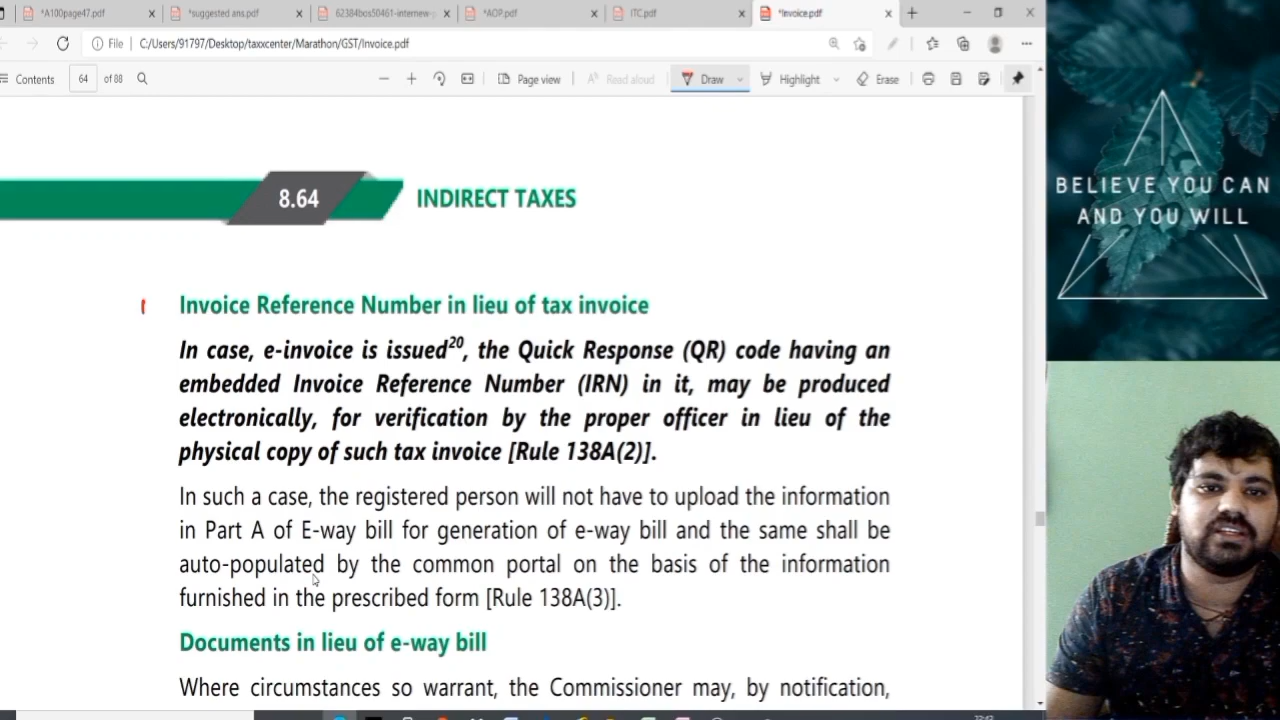 *A100page47.pdf
*suggested ans.pdf
62384bos50461-internew-
*AOP.pdf
ITC.pdf
*Invoice.pdf
File
C:/Users/91797/Desktop/taxxcenter/Marathon/GST/Invoice.pdf
Contents
64
of 88
Page view
Read aloud
Draw
Highlight
Erase
8.64
INDIRECT TAXES
Invoice Reference Number in lieu of tax invoice
In case, e-invoice is issued20, the Quick Response (QR) code having an
embedded Invoice Reference Number (IRN) in it, may be produced
electronically, for verification by the proper officer in lieu of the
physical copy of such tax invoice [Rule 138A(2)].
In such a case, the registered person will not have to upload the information
in Part A of E-way bill for generation of e-way bill and the same shall be
auto-populated by the common portal on the basis of the information
furnished in the prescribed form [Rule 138A(3)].
Documents in lieu of e-way bill
Where circumstances so warrant, the Commissioner may, by notification,
BELIEVE YOU CAN
AND YOU WILL